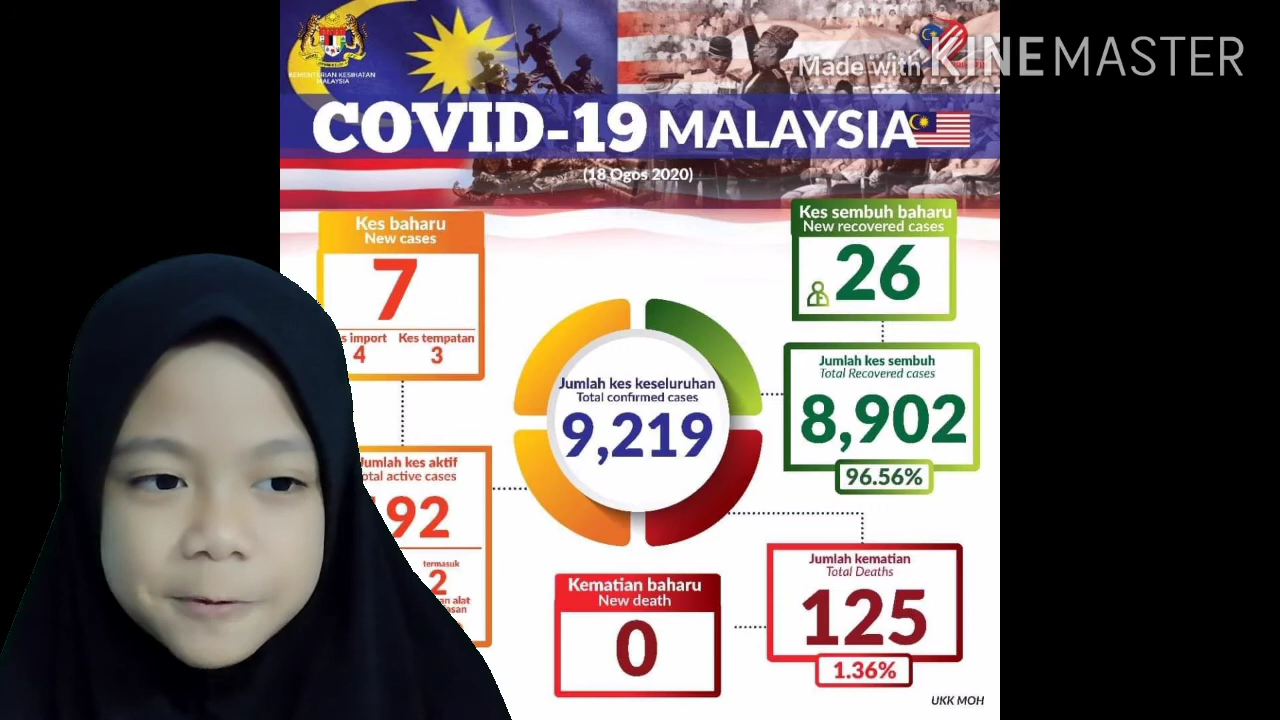 KEMENTERIAN KESIHATAN
MALAYSIA
Made with KINEMASTER
COVID-19 MALAYSIA
(18 Ogos 2020)
Kes baharu
New cases
7
s import
4
Kes tempatan
3
Kes sembuh baharu
New recovered cases
26
Jumlah kes keseluruhan
Total confirmed cases
9,219
Jumlah kes sembuh
Total Recovered cases
8,902
96.56%
Jumlah kes aktif
otal active cases
92
termasuk
2
an alat
asan
Kematian baharu
New death
0
Jumlah kematian
Total Deaths
125
1.36%
UKK MOH